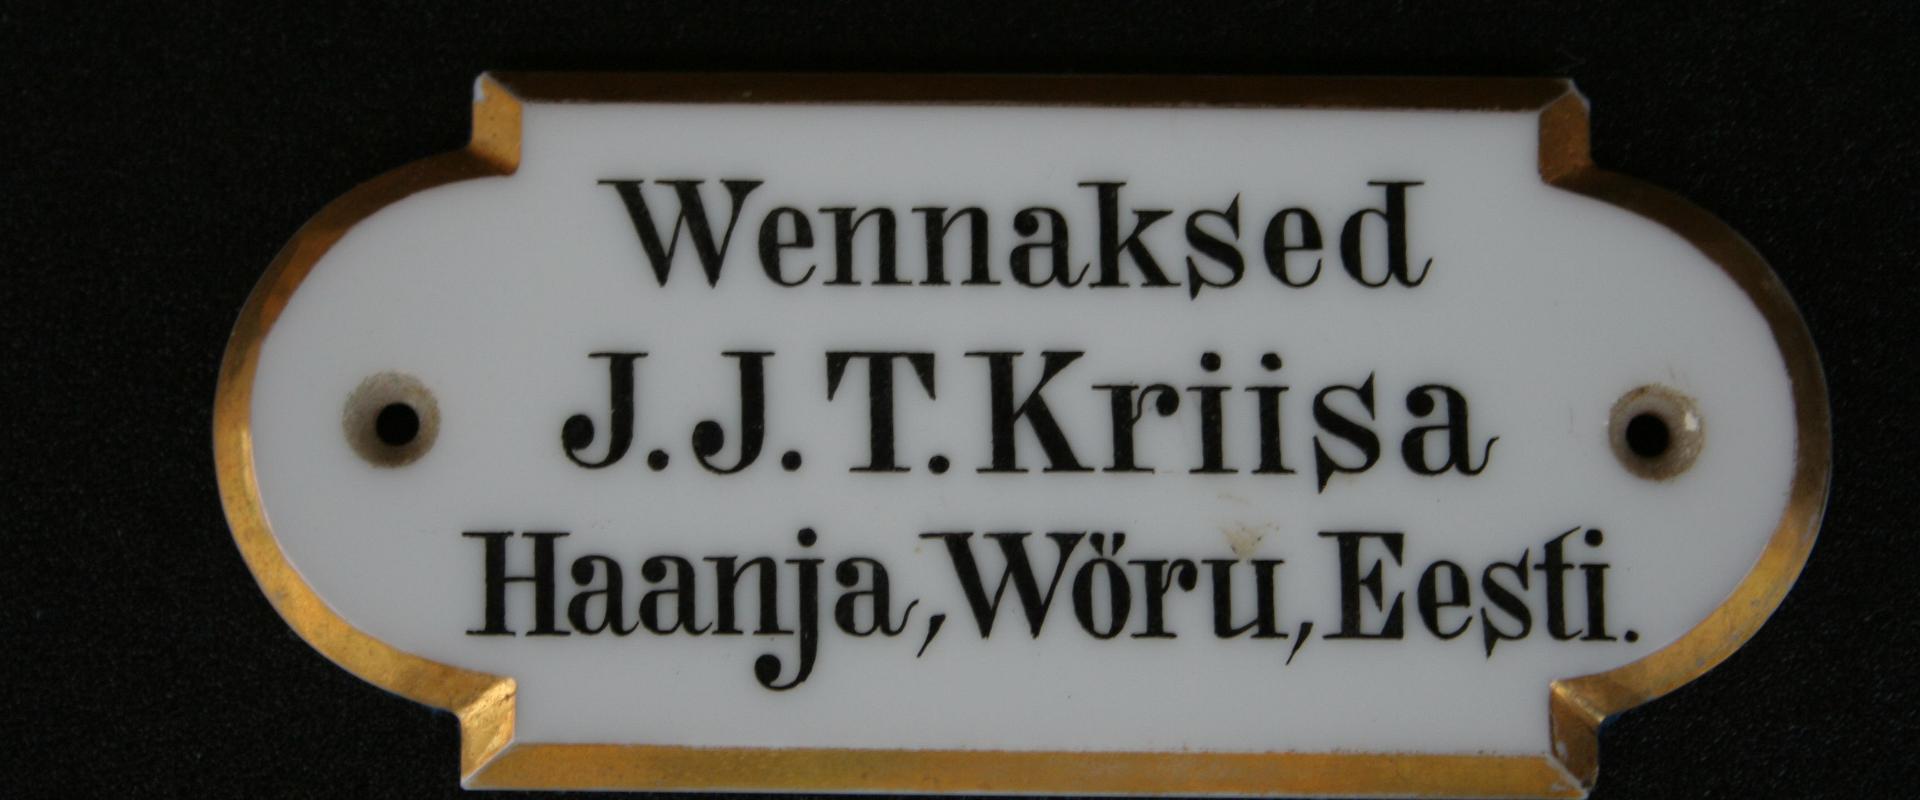 Wennaksed
J. J. T. Kriisa
Haanja, Wöru, Eesti.